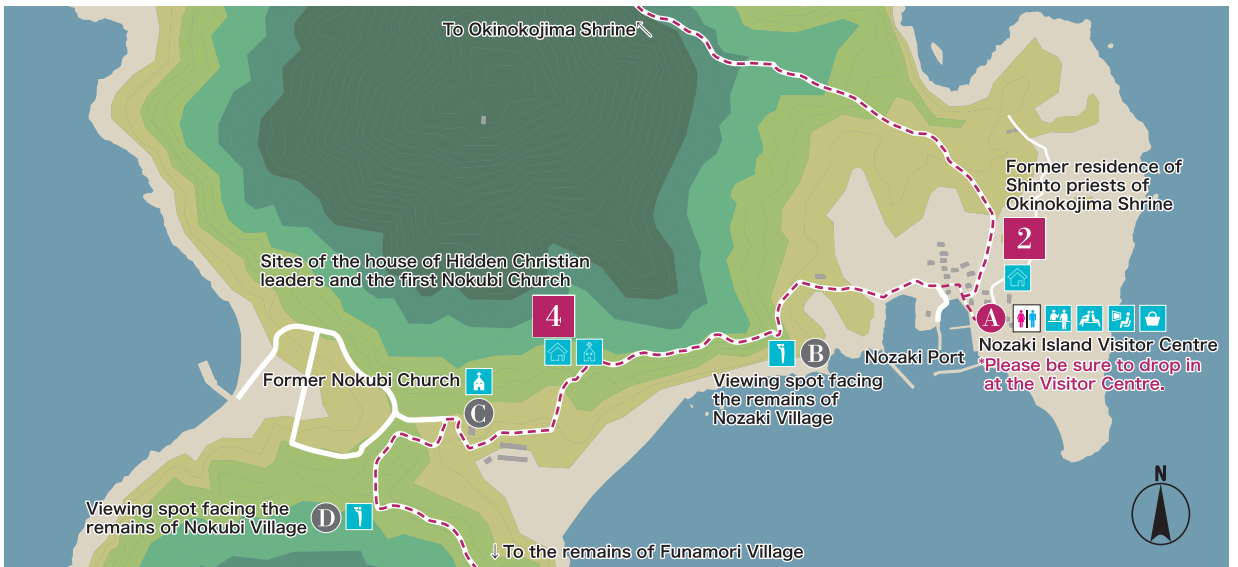 To Okinokojima Shrine↖
Former residence of
Shinto priests of
Okinokojima Shrine
2
Sites of the house of Hidden Christian
leaders and the first Nokubi Church
4
A
Nozaki Island Visitor Centre
*Please be sure to drop in
at the Visitor Centre.
Nozaki Port
B
Viewing spot facing
the remains of
Nozaki Village
Former Nokubi Church
C
N
Viewing spot facing the
remains of Nokubi Village
D
↓To the remains of Funamori Village